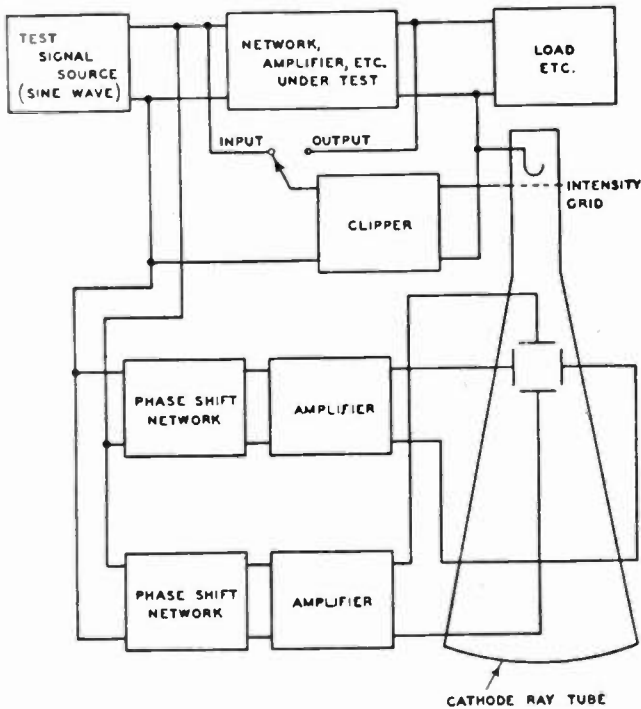 TEST
SIGNAL
SOURCE
(SINE WAVE)
NETWORK,
AMPLIFIER, ETC.
UNDER TEST
LOAD
ETC.
INPUT
OUTPUT
CLIPPER
INTENSITY
GRID
PHASE SHIFT
NETWORK
AMPLIFIER
PHASE SHIFT
NETWORK
AMPLIFIER
CATHODE RAY TUBE